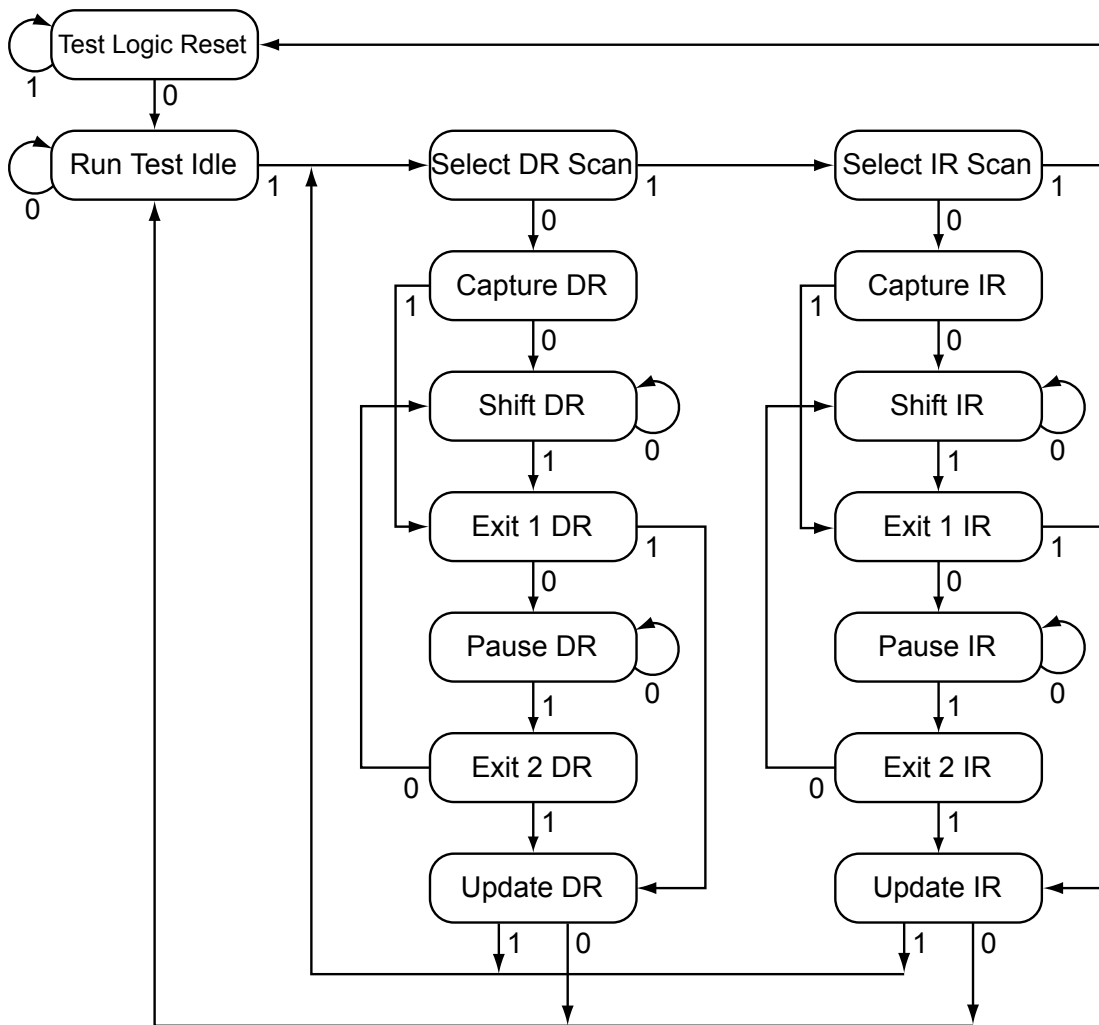 Test Logic Reset
1
0
Run Test Idle
0
1
Select DR Scan
1
0
Select IR Scan
1
0
Capture DR
1
0
Capture IR
1
0
Shift DR
0
1
Shift IR
0
1
Exit 1 DR
1
0
Exit 1 IR
1
0
Pause DR
0
1
Pause IR
0
1
Exit 2 DR
0
1
Exit 2 IR
0
1
Update DR
1
0
Update IR
1
0